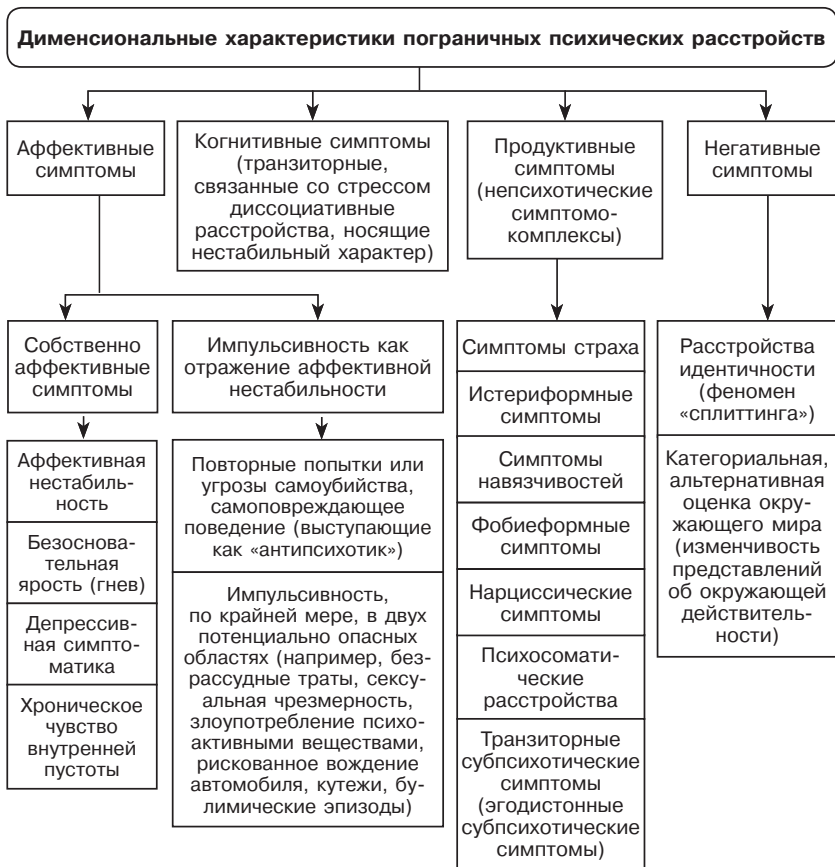 Дименсиональные характеристики пограничных психических расстройств
Аффективные
симптомы
Когнитивные симптомы
(транзиторные,
связанные со стрессом
диссоциативные
расстройства, носящие
нестабильный характер)
Продуктивные
симптомы
(непсихотические
симптомо-
комплексы)
Негативные
симптомы
Собственно
аффективные
симптомы
Импульсивность как
отражение аффективной
нестабильности
Аффективная
нестабиль-
ность
Безоснова-
тельная
ярость (гнев)
Депрессив-
ная симпто-
матика
Хроническое
чувство
внутренней
пустоты
Повторные попытки или
угрозы самоубийства,
самоповреждающее
поведение (выступающие
как «антипсихотик»)
Импульсивность,
по крайней мере, в двух
потенциально опасных
областях (например, без-
рассудные траты, сексу-
альная чрезмерность,
злоупотребление психо-
активными веществами,
рискованное вождение
автомобиля, кутежи, бу-
лимические эпизоды)
Симптомы страха
Истериформные
симптомы
Симптомы
навязчивостей
Фобиеформные
симптомы
Нарциссические
симптомы
Психосомати-
ческие
расстройства
Транзиторные
субпсихотические
симптомы
(эгодистонные
субпсихотические
симптомы)
Расстройства
идентичности
(феномен
«сплиттинга»)
Категориальная,
альтернативная
оценка окру-
жающего мира
(изменчивость
представлений
об окружающей
действитель-
ности)